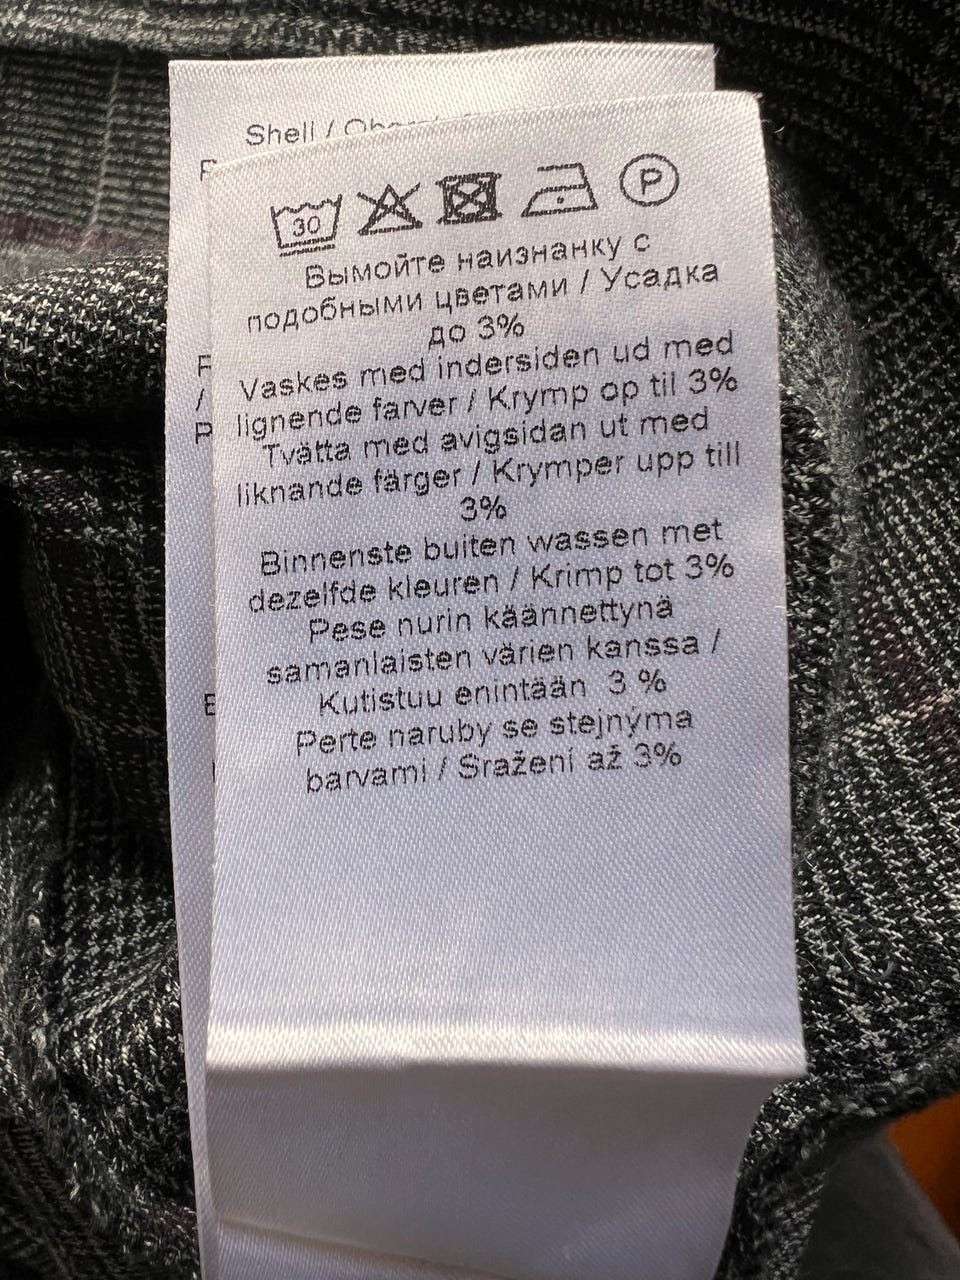 Shell /
30
P
Вымойте наизнанку с
подобными цветами / Усадка
до 3%
Vaskes med indersiden ud med
lignende farver / Krymp op til 3%
Tvätta med avigsidan ut med
liknande färger / Krymper upp till
3%
Binnenste buiten wassen met
dezelfde kleuren / Krimp tot 3%
Pese nurin käännettynä
samanlaisten värien kanssa /
Kutistuu enintään 3 %
Perte naruby se stejnýma
barvami / Sražení až 3%